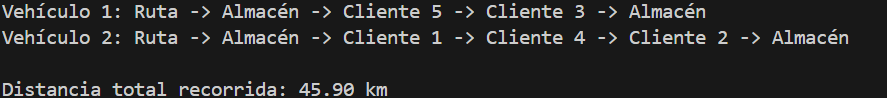 Vehículo 1: Ruta -> Almacén -> Cliente 5 -> Cliente 3 -> Almacén
Vehículo 2: Ruta -> Almacén -> Cliente 1 -> Cliente 4 -> Cliente 2 -> Almacén
Distancia total recorrida: 45.90 km